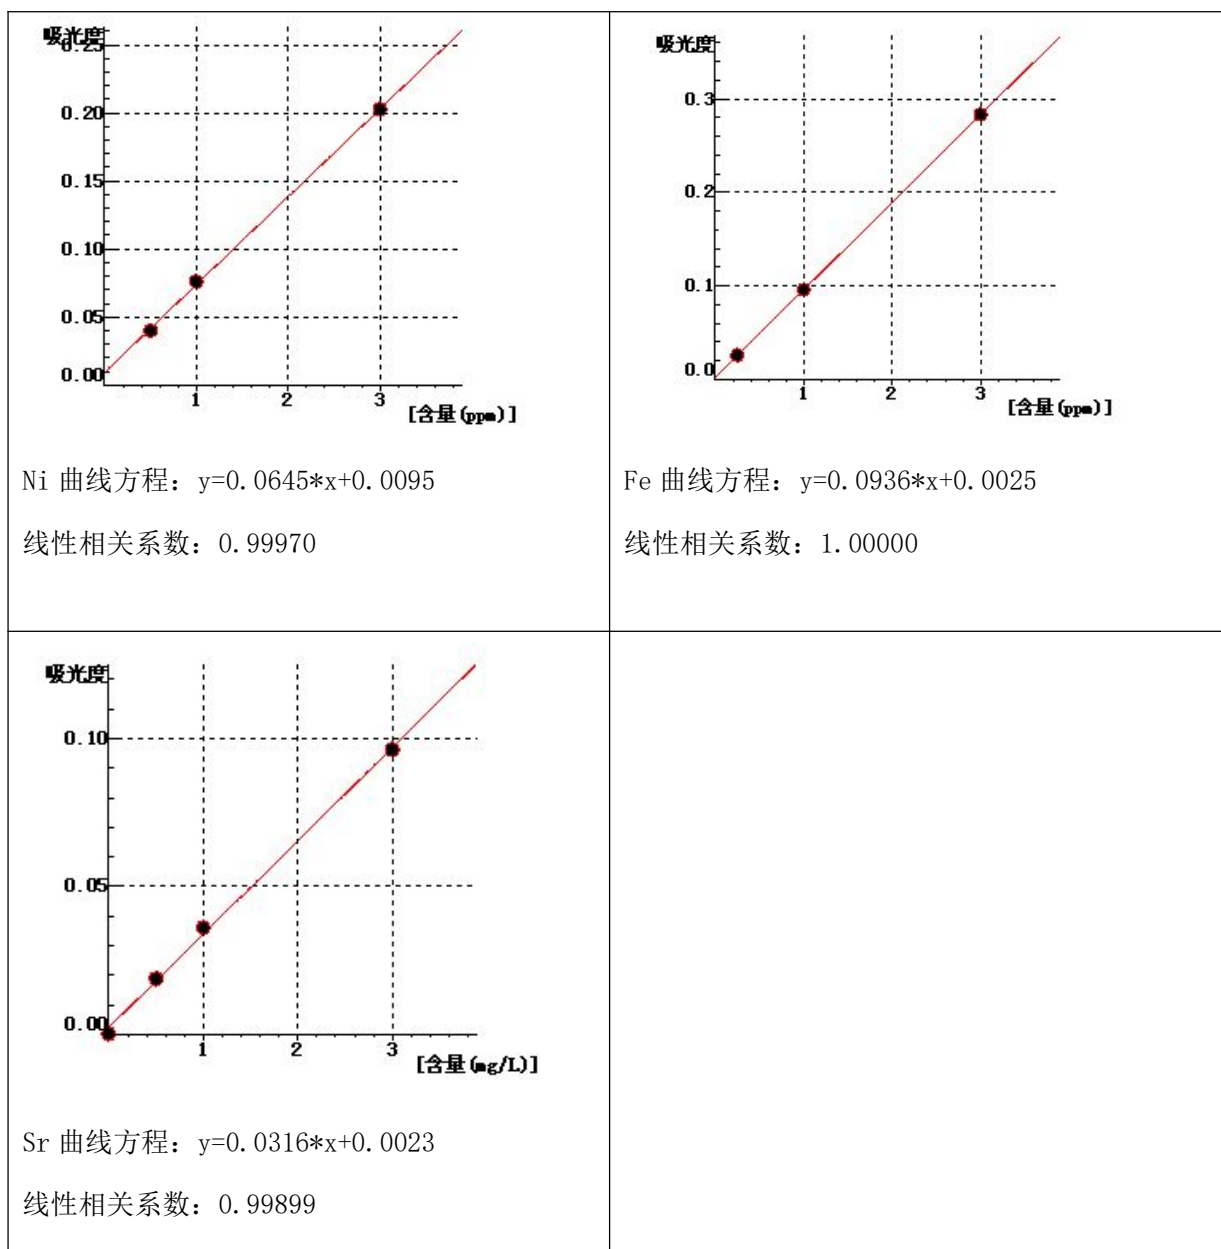 吸光度
0.25
0.20
0.15
0.10
0.05
0.00
1 2 3
[含量(ppm)]
Ni 曲线方程：y=0.0645*x+0.0095
线性相关系数：0.99970
吸光度
0.3
0.2
0.1
0.0
1 2 3
[含量(ppm)]
Fe 曲线方程：y=0.0936*x+0.0025
线性相关系数：1.00000
吸光度
0.10
0.05
0.00
1 2 3
[含量(mg/L)]
Sr 曲线方程：y=0.0316*x+0.0023
线性相关系数：0.99899